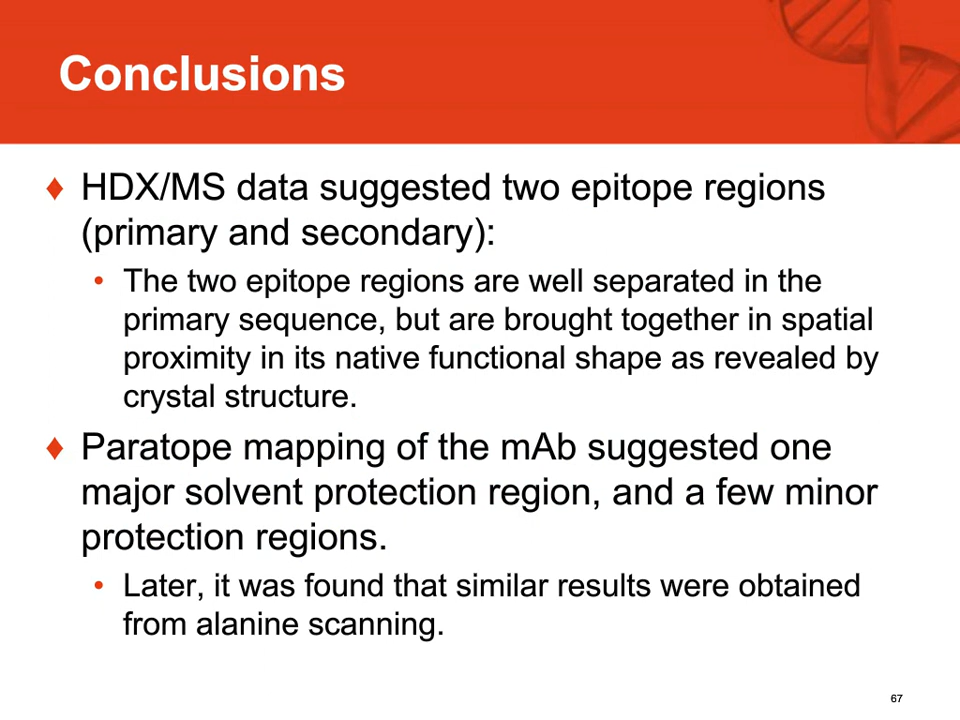 Conclusions
♦ HDX/MS data suggested two epitope regions
(primary and secondary):
• The two epitope regions are well separated in the
primary sequence, but are brought together in spatial
proximity in its native functional shape as revealed by
crystal structure.
♦ Paratope mapping of the mAb suggested one
major solvent protection region, and a few minor
protection regions.
• Later, it was found that similar results were obtained
from alanine scanning.
67